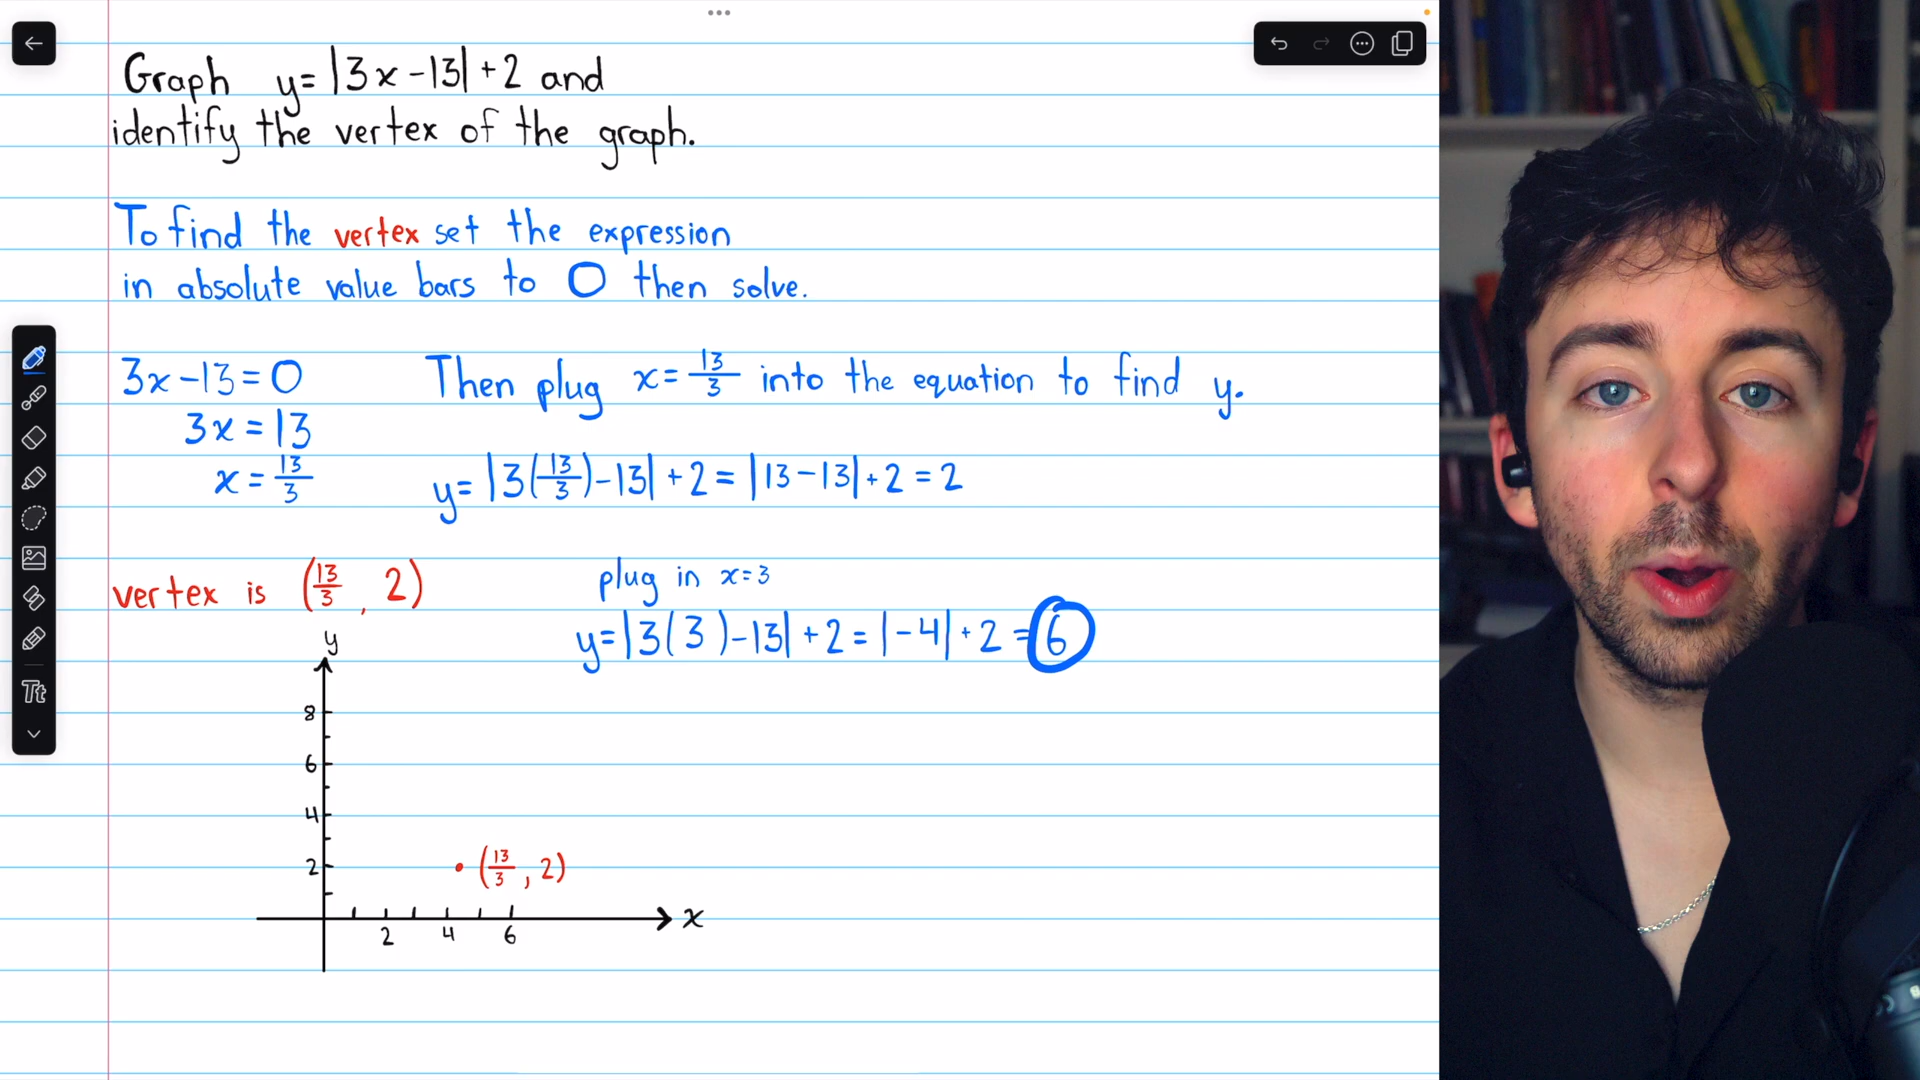 Graph y=|3x-13|+2 and
identify the vertex of the graph.
To find the vertex set the expression
in absolute value bars to 0 then solve.
3x-13=0
3x=13
x=13/3
Then plug x=13/3 into the equation to find y.
y=|3(13/3)-13|+2=|13-13|+2=2
vertex is (13/3, 2)
plug in x=3
y=|3(3)-13|+2=|-4|+2=6
y
8
6
4
2
(13/3, 2)
x
2 4 6
Tt